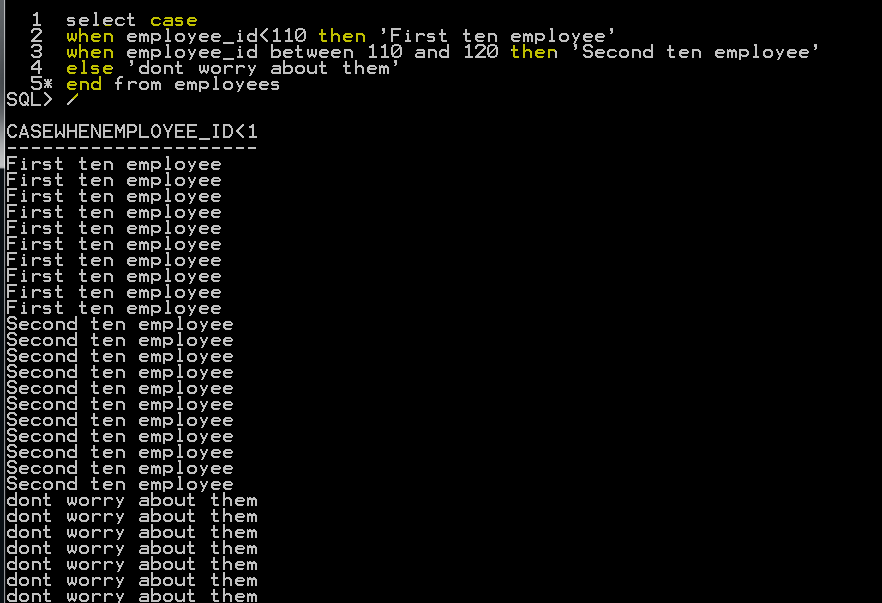 1 select case
2 when employee_id<110 then 'First ten employee'
3 when employee_id between 110 and 120 then 'Second ten employee'
4 else 'dont worry about them'
5* end from employees
SQL> /
CASEWHENEMPLOYEE_ID<1
---------------------
First ten employee
First ten employee
First ten employee
First ten employee
First ten employee
First ten employee
First ten employee
First ten employee
First ten employee
First ten employee
Second ten employee
Second ten employee
Second ten employee
Second ten employee
Second ten employee
Second ten employee
Second ten employee
Second ten employee
Second ten employee
Second ten employee
Second ten employee
dont worry about them
dont worry about them
dont worry about them
dont worry about them
dont worry about them
dont worry about them
dont worry about them